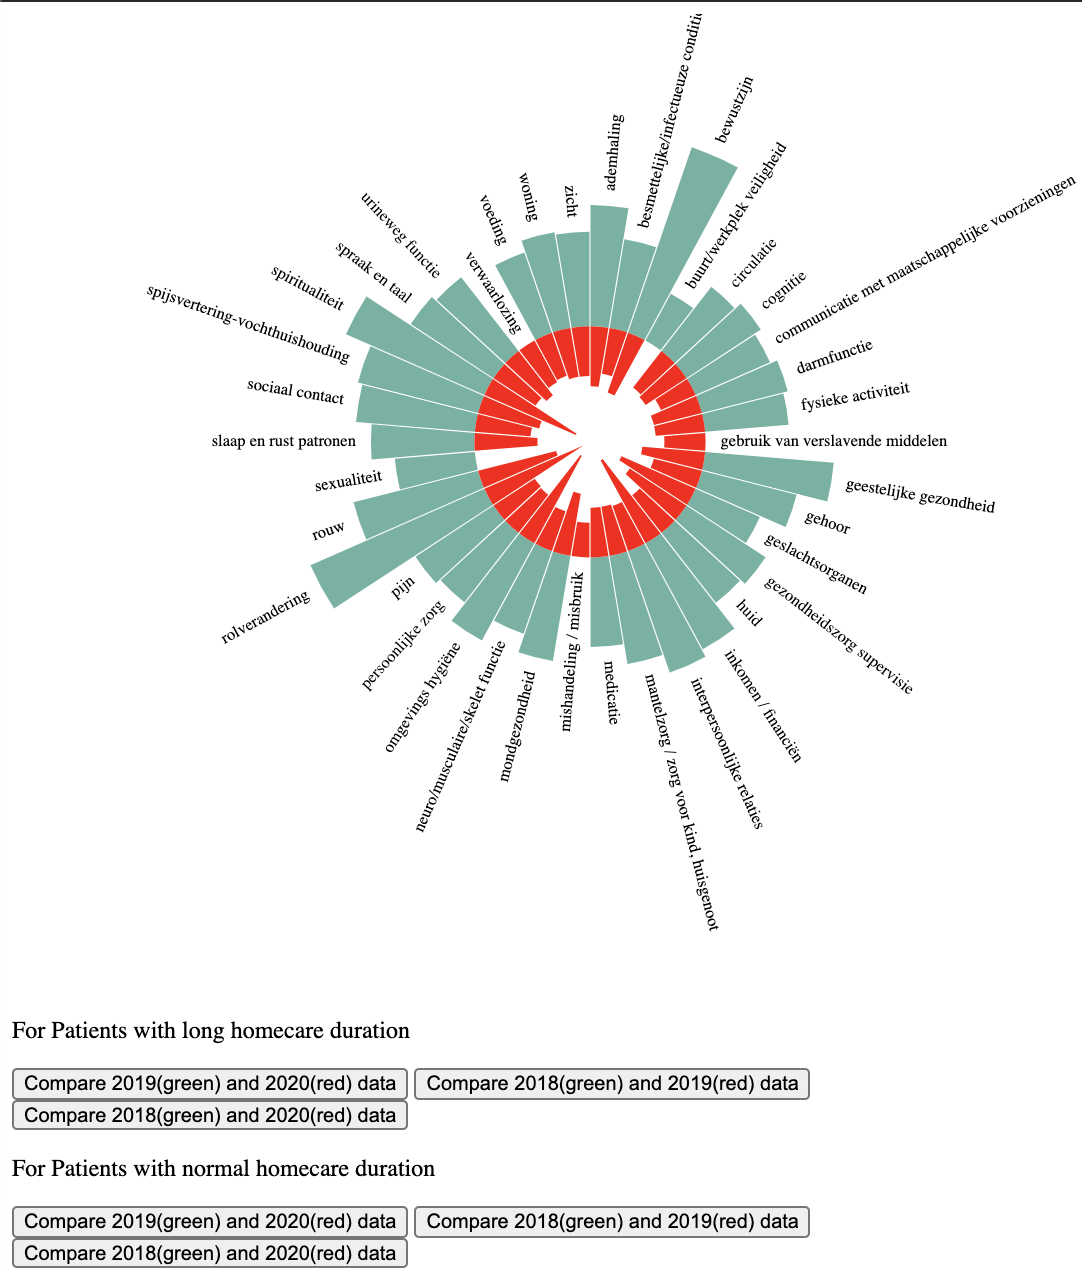 ademhaling
besmettelijke/infectueuze conditi
bewustzijn
buurt/werkplek veiligheid
circulatie
cognitie
communicatie met maatschappelijke voorzieningen
darmfunctie
fysieke activiteit
gebruik van verslavende middelen
geestelijke gezondheid
gehoor
geslachtsorganen
gezondheidszorg supervisie
huid
inkomen / financiën
interpersoonlijke relaties
mantelzorg / zorg voor kind, huisgenoot
medicatie
mishandeling / misbruik
mondgezondheid
neuro/musculaire/skelet functie
omgevings hygiëne
persoonlijke zorg
pijn
rolverandering
rouw
sexualiteit
slaap en rust patronen
sociaal contact
spijsvertering-vochthuishouding
spiritualiteit
spraak en taal
urineweg functie
verwaarlozing
voeding
woning
zicht
For Patients with long homecare duration
Compare 2019(green) and 2020(red) data
Compare 2018(green) and 2019(red) data
Compare 2018(green) and 2020(red) data
For Patients with normal homecare duration
Compare 2019(green) and 2020(red) data
Compare 2018(green) and 2019(red) data
Compare 2018(green) and 2020(red) data